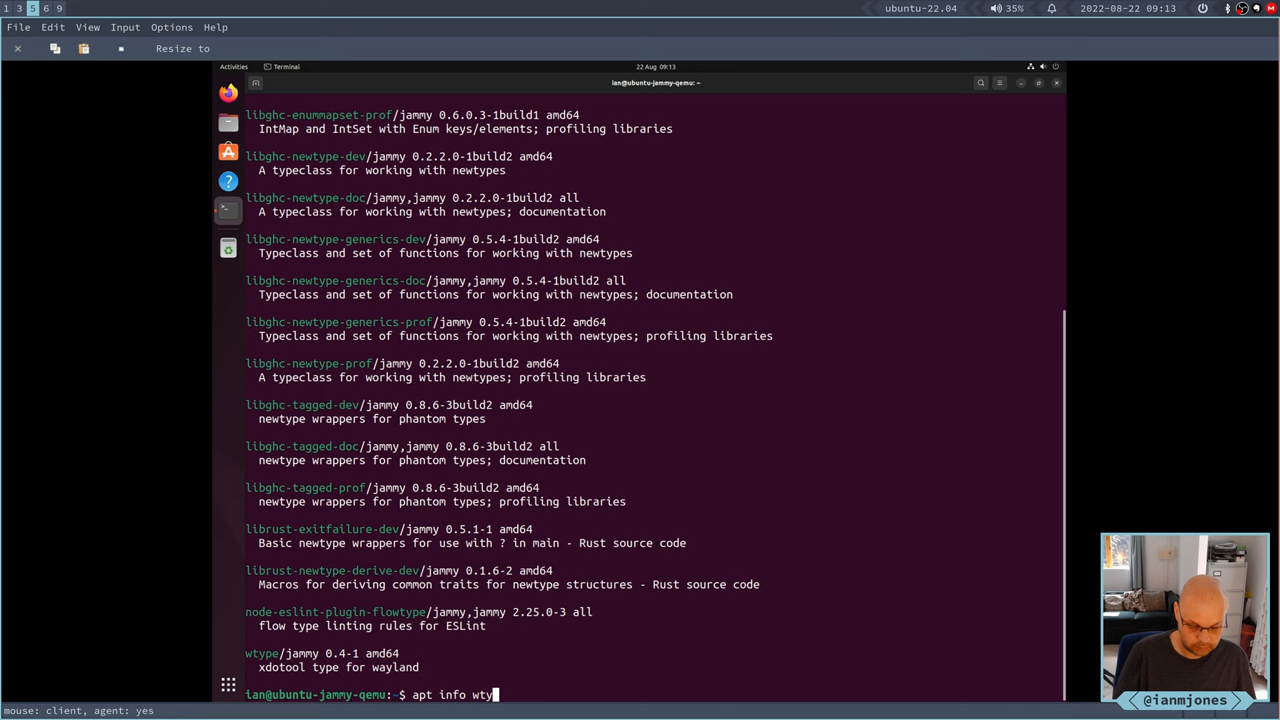 1 3 5 6 9
ubuntu-22.04 35% 2022-08-22 09:13
File Edit View Input Options Help
Resize to
Activities Terminal 22 Aug 09:13
ian@ubuntu-jammy-qemu: ~
libghc-enummapset-prof/jammy 0.6.0.3-1build1 amd64
IntMap and IntSet with Enum keys/elements; profiling libraries
libghc-newtype-dev/jammy 0.2.2.0-1build2 amd64
A typeclass for working with newtypes
libghc-newtype-doc/jammy,jammy 0.2.2.0-1build2 all
A typeclass for working with newtypes; documentation
libghc-newtype-generics-dev/jammy 0.5.4-1build2 amd64
Typeclass and set of functions for working with newtypes
libghc-newtype-generics-doc/jammy,jammy 0.5.4-1build2 all
Typeclass and set of functions for working with newtypes; documentation
libghc-newtype-generics-prof/jammy 0.5.4-1build2 amd64
Typeclass and set of functions for working with newtypes; profiling libraries
libghc-newtype-prof/jammy 0.2.2.0-1build2 amd64
A typeclass for working with newtypes; profiling libraries
libghc-tagged-dev/jammy 0.8.6-3build2 amd64
newtype wrappers for phantom types
libghc-tagged-doc/jammy,jammy 0.8.6-3build2 all
newtype wrappers for phantom types; documentation
libghc-tagged-prof/jammy 0.8.6-3build2 amd64
newtype wrappers for phantom types; profiling libraries
librust-exitfailure-dev/jammy 0.5.1-1 amd64
Basic newtype wrappers for use with ? in main - Rust source code
librust-newtype-derive-dev/jammy 0.1.6-2 amd64
Macros for deriving common traits for newtype structures - Rust source code
node-eslint-plugin-flowtype/jammy,jammy 2.25.0-3 all
flow type linting rules for ESLint
wtype/jammy 0.4-1 amd64
xdotool type for wayland
ian@ubuntu-jammy-qemu:~$ apt info wty
@ianmjones
mouse: client, agent: yes